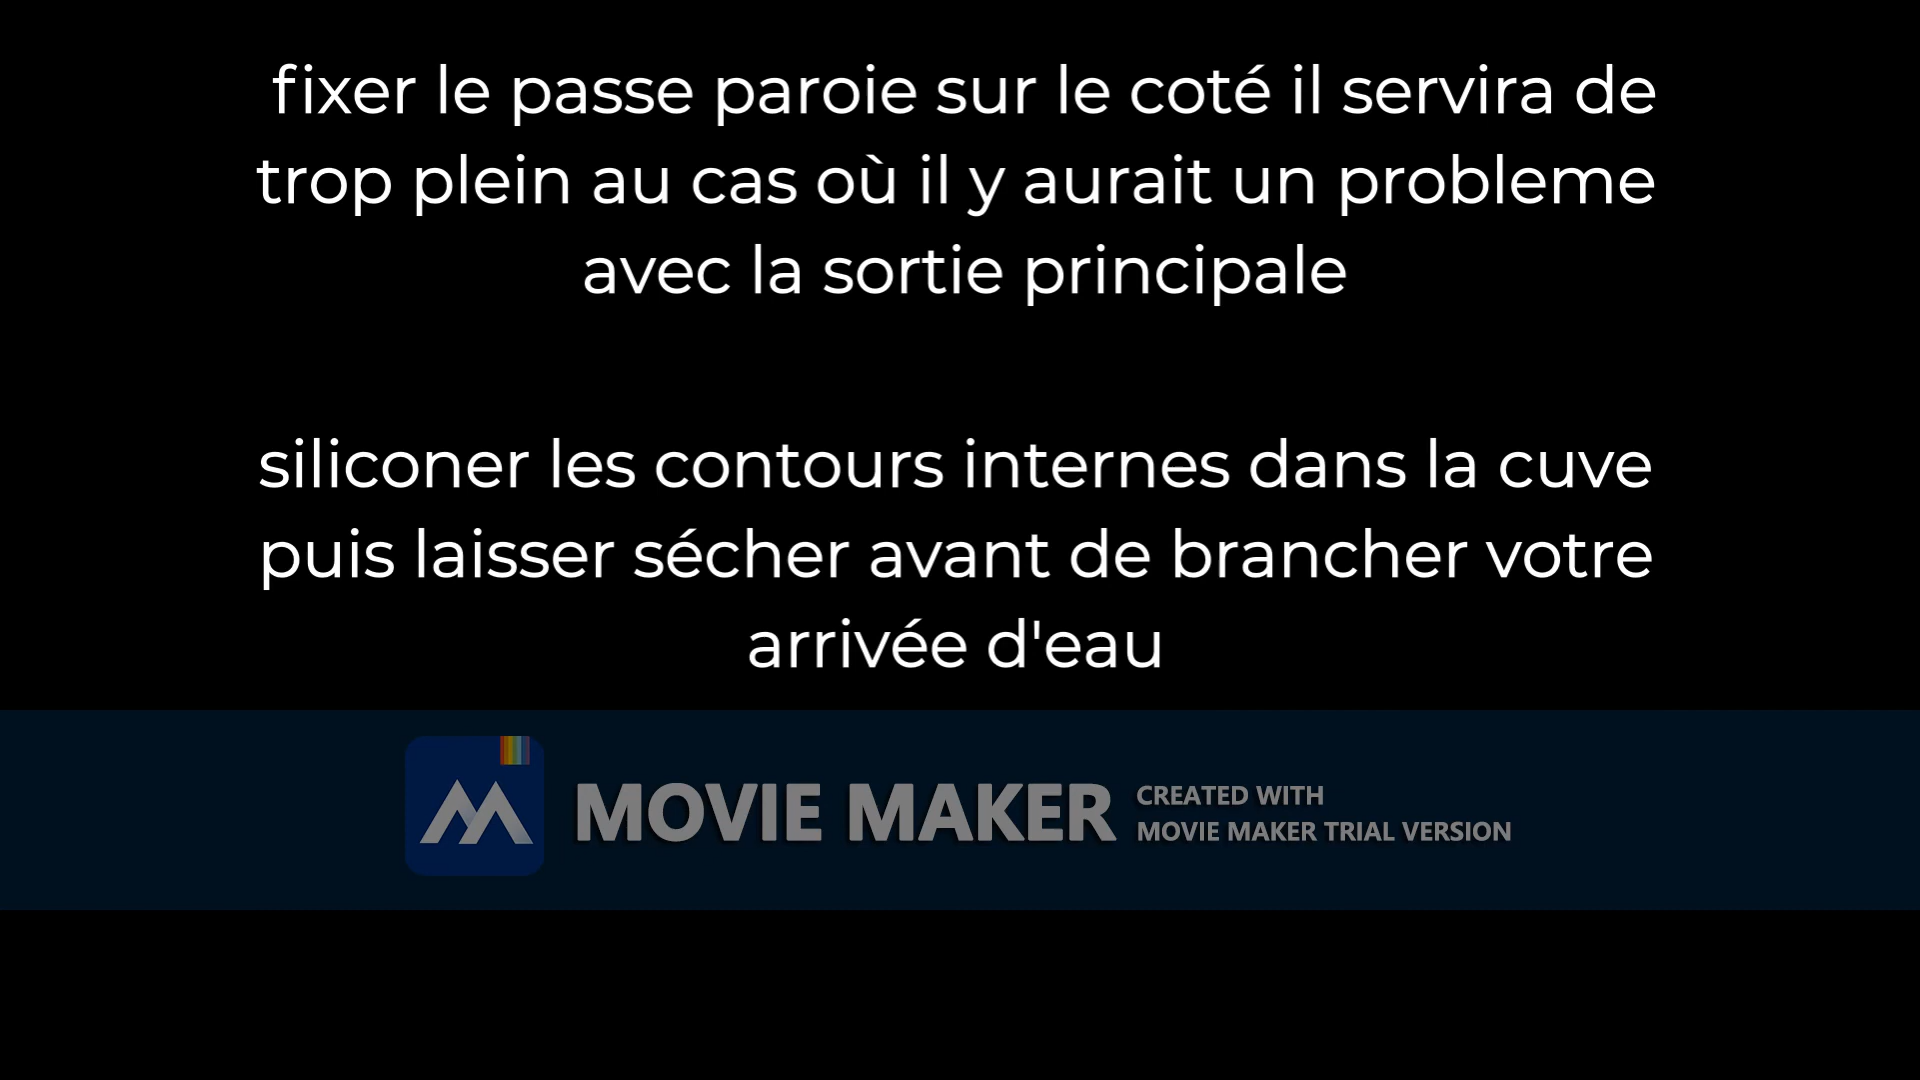 fixer le passe paroie sur le coté il servira de
trop plein au cas où il y aurait un probleme
avec la sortie principale
siliconer les contours internes dans la cuve
puis laisser sécher avant de brancher votre
arrivée d'eau
MOVIE MAKER
CREATED WITH
MOVIE MAKER TRIAL VERSION